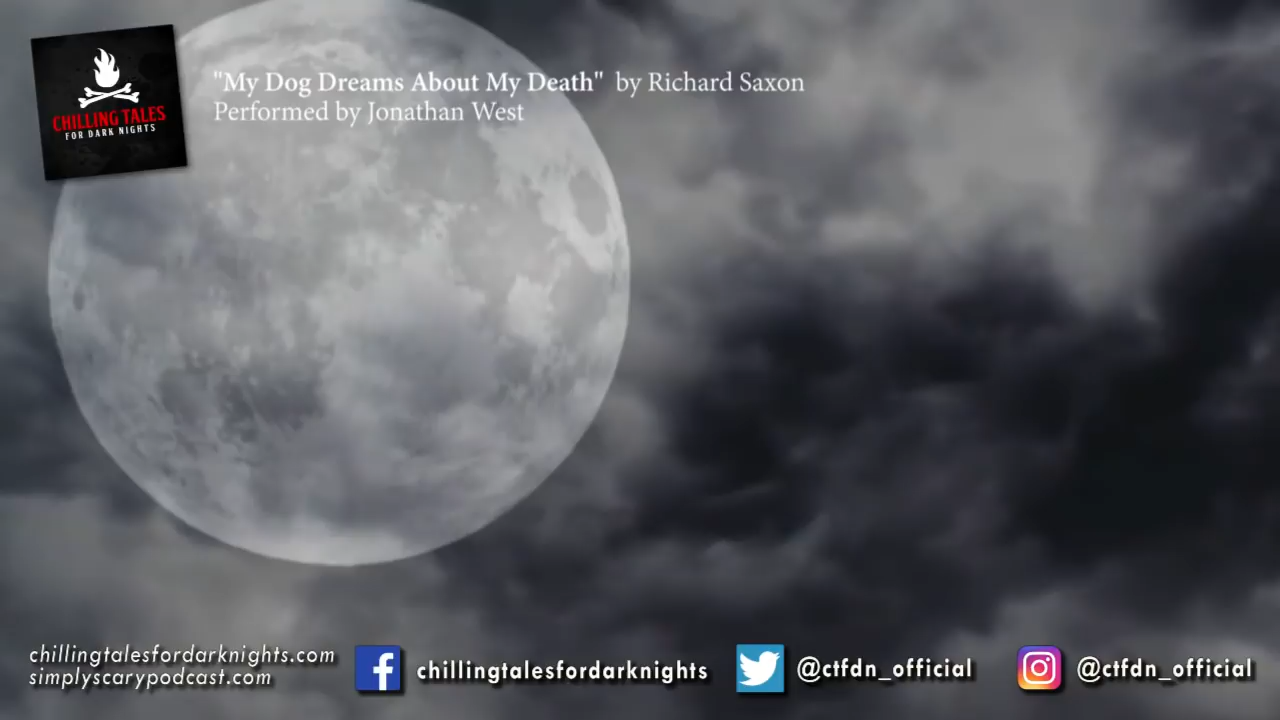 CHILLING TALES
FOR DARK NIGHTS
"My Dog Dreams About My Death" by Richard Saxon
Performed by Jonathan West
chillingtalesfordarknights.com
simplyscarypodcast.com
chillingtalesfordarknights
@ctfdn_official
@ctfdn_official